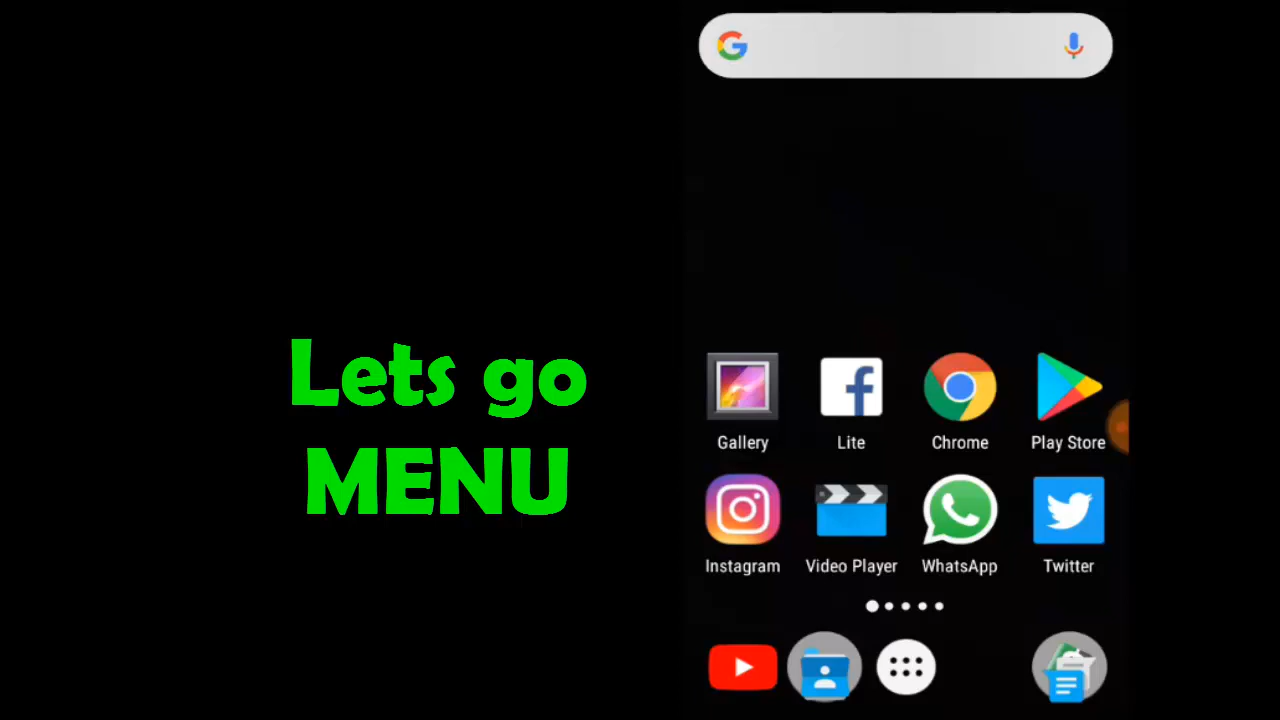 Lets go
MENU
Gallery
Lite
Chrome
Play Store
Instagram
Video Player
WhatsApp
Twitter